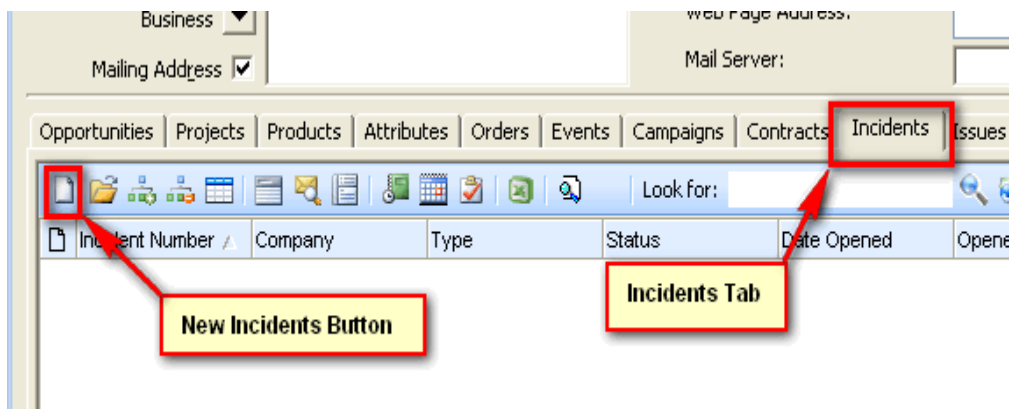 Business
Web Page Address:
Mailing Address
Mail Server:
Opportunities Projects Products Attributes Orders Events Campaigns Contracts Incidents Issues
Look for:
Incident Number Company Type Status Date Opened Opene
Incidents Tab
New Incidents Button